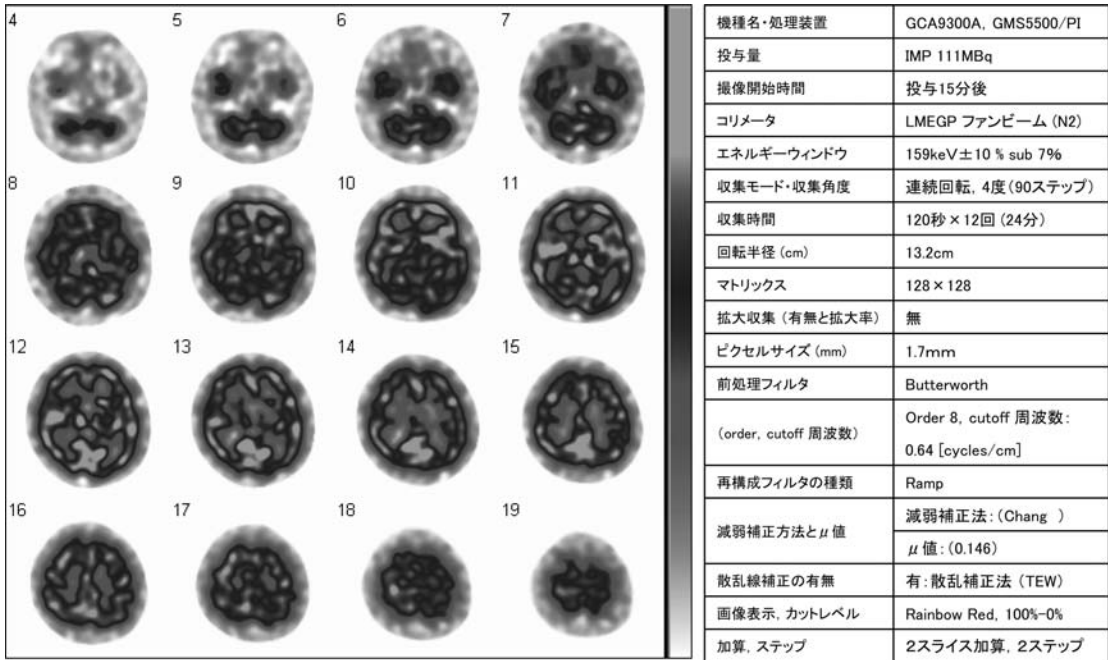 4 5 6 7
8 9 10 11
12 13 14 15
16 17 18 19
機種名・処理装置 GCA9300A, GMS5500/PI
投与量 IMP 111MBq
撮像開始時間 投与15分後
コリメータ LMEGP ファンビーム (N2)
エネルギーウィンドウ 159keV±10 % sub 7%
収集モード・収集角度 連続回転, 4度(90ステップ)
収集時間 120秒×12回 (24分)
回転半径 (cm) 13.2cm
マトリックス 128×128
拡大収集 (有無と拡大率) 無
ピクセルサイズ (mm) 1.7mm
前処理フィルタ Butterworth
(order, cutoff 周波数) Order 8, cutoff 周波数:
0.64 [cycles/cm]
再構成フィルタの種類 Ramp
減弱補正方法とμ値 減弱補正法:(Chang )
μ値:(0.146)
散乱線補正の有無 有:散乱補正法 (TEW)
画像表示, カットレベル Rainbow Red, 100%-0%
加算, ステップ 2スライス加算, 2ステップ